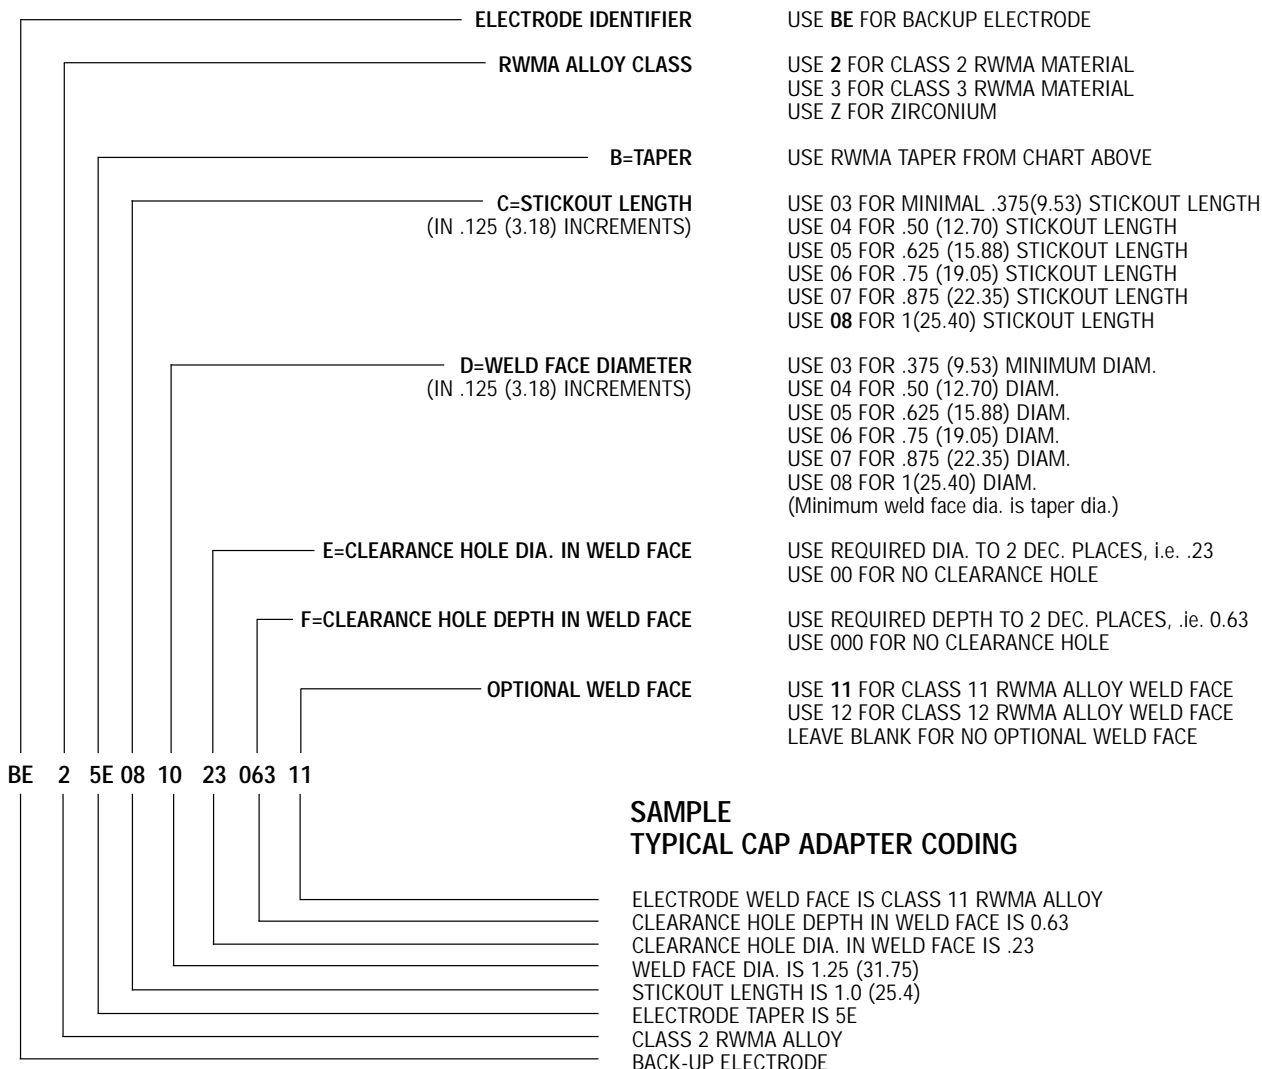 ELECTRODE IDENTIFIER USE BE FOR BACKUP ELECTRODE
RWMA ALLOY CLASS USE 2 FOR CLASS 2 RWMA MATERIAL
USE 3 FOR CLASS 3 RWMA MATERIAL
USE Z FOR ZIRCONIUM
B=TAPER USE RWMA TAPER FROM CHART ABOVE
C=STICKOUT LENGTH USE 03 FOR MINIMAL .375(9.53) STICKOUT LENGTH
(IN .125 (3.18) INCREMENTS) USE 04 FOR .50 (12.70) STICKOUT LENGTH
USE 05 FOR .625 (15.88) STICKOUT LENGTH
USE 06 FOR .75 (19.05) STICKOUT LENGTH
USE 07 FOR .875 (22.35) STICKOUT LENGTH
USE 08 FOR 1(25.40) STICKOUT LENGTH
D=WELD FACE DIAMETER USE 03 FOR .375 (9.53) MINIMUM DIAM.
(IN .125 (3.18) INCREMENTS) USE 04 FOR .50 (12.70) DIAM.
USE 05 FOR .625 (15.88) DIAM.
USE 06 FOR .75 (19.05) DIAM.
USE 07 FOR .875 (22.35) DIAM.
USE 08 FOR 1(25.40) DIAM.
(Minimum weld face dia. is taper dia.)
E=CLEARANCE HOLE DIA. IN WELD FACE USE REQUIRED DIA. TO 2 DEC. PLACES, i.e. .23
USE 00 FOR NO CLEARANCE HOLE
F=CLEARANCE HOLE DEPTH IN WELD FACE USE REQUIRED DEPTH TO 2 DEC. PLACES, .ie. 0.63
USE 000 FOR NO CLEARANCE HOLE
OPTIONAL WELD FACE USE 11 FOR CLASS 11 RWMA ALLOY WELD FACE
USE 12 FOR CLASS 12 RWMA ALLOY WELD FACE
LEAVE BLANK FOR NO OPTIONAL WELD FACE
BE 2 5E 08 10 23 063 11
SAMPLE
TYPICAL CAP ADAPTER CODING
ELECTRODE WELD FACE IS CLASS 11 RWMA ALLOY
CLEARANCE HOLE DEPTH IN WELD FACE IS 0.63
CLEARANCE HOLE DIA. IN WELD FACE IS .23
WELD FACE DIA. IS 1.25 (31.75)
STICKOUT LENGTH IS 1.0 (25.4)
ELECTRODE TAPER IS 5E
CLASS 2 RWMA ALLOY
BACK-UP ELECTRODE